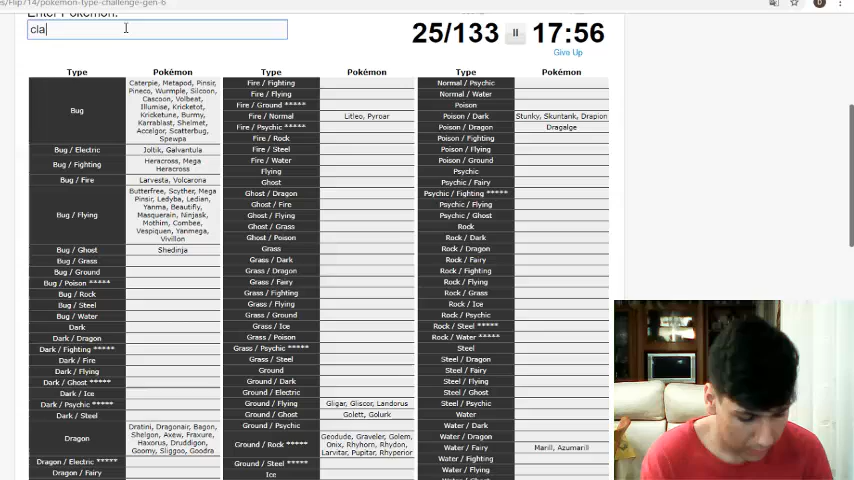 es/Flip714/pokemon-type-challenge-gen-6
Enter Pokémon:
cla
25/133
17:56
Give Up
Type Pokémon Type Pokémon Type Pokémon
Bug
Caterpie, Metapod, Pinsir,
Pineco, Wurmple, Silcoon,
Cascoon, Volbeat,
Illumise, Kricketot,
Kricketune, Burmy,
Karrablast, Shelmet,
Accelgor, Scatterbug,
Spewpa
Bug / Electric
Joltik, Galvantula
Bug / Fighting
Heracross, Mega
Heracross
Bug / Fire
Larvesta, Volcarona
Bug / Flying
Butterfree, Scyther, Mega
Pinsir, Ledyba, Ledian,
Yanma, Beautifly,
Masquerain, Ninjask,
Mothim, Combee,
Vespiquen, Yanmega,
Vivillon
Bug / Ghost
Shedinja
Bug / Grass
Bug / Ground
Bug / Poison *****
Bug / Rock
Bug / Steel
Bug / Water
Dark
Dark / Dragon
Dark / Fighting *****
Dark / Fire
Dark / Flying
Dark / Ghost *****
Dark / Ice
Dark / Psychic *****
Dark / Steel
Dragon
Dratini, Dragonair, Bagon,
Shelgon, Axew, Fraxure,
Haxorus, Druddigon,
Goomy, Sliggoo, Goodra
Dragon / Electric *****
Dragon / Fairy
Fire / Fighting
Fire / Flying
Fire / Ground *****
Fire / Normal
Litleo, Pyroar
Fire / Psychic *****
Fire / Rock
Fire / Steel
Fire / Water
Flying
Ghost
Ghost / Dragon
Ghost / Fire
Ghost / Flying
Ghost / Grass
Ghost / Poison
Grass
Grass / Dark
Grass / Dragon
Grass / Fairy
Grass / Fighting
Grass / Flying
Grass / Ground
Grass / Ice
Grass / Poison
Grass / Psychic *****
Grass / Steel
Ground
Ground / Dark
Ground / Electric
Ground / Flying
Gligar, Gliscor, Landorus
Ground / Ghost
Golett, Golurk
Ground / Psychic
Ground / Rock *****
Geodude, Graveler, Golem,
Onix, Rhyhorn, Rhydon,
Larvitar, Pupitar, Rhyperior
Ground / Steel *****
Ice
Normal / Psychic
Normal / Water
Poison
Poison / Dark
Stunky, Skuntank, Drapion
Poison / Dragon
Dragalge
Poison / Fighting
Poison / Flying
Poison / Ground
Psychic
Psychic / Fairy
Psychic / Fighting *****
Psychic / Flying
Psychic / Ghost
Rock
Rock / Dark
Rock / Dragon
Rock / Fairy
Rock / Fighting
Rock / Flying
Rock / Grass
Rock / Ice
Rock / Psychic
Rock / Steel *****
Rock / Water *****
Steel
Steel / Dragon
Steel / Fairy
Steel / Flying
Steel / Ghost
Steel / Psychic
Water
Water / Dark
Water / Dragon
Water / Fairy
Marill, Azumarill
Water / Fighting
Water / Flying
Water / Ghost